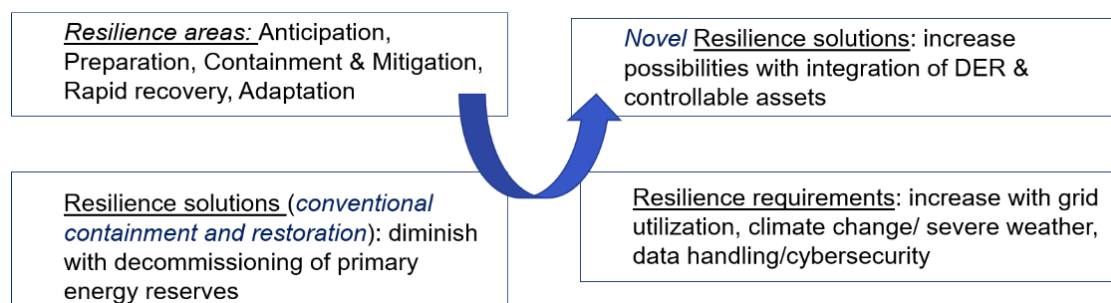 Resilience areas: Anticipation,
Preparation, Containment & Mitigation,
Rapid recovery, Adaptation
Novel Resilience solutions: increase
possibilities with integration of DER &
controllable assets
Resilience solutions (conventional
containment and restoration): diminish
with decommissioning of primary
energy reserves
Resilience requirements: increase with grid
utilization, climate change/ severe weather,
data handling/cybersecurity